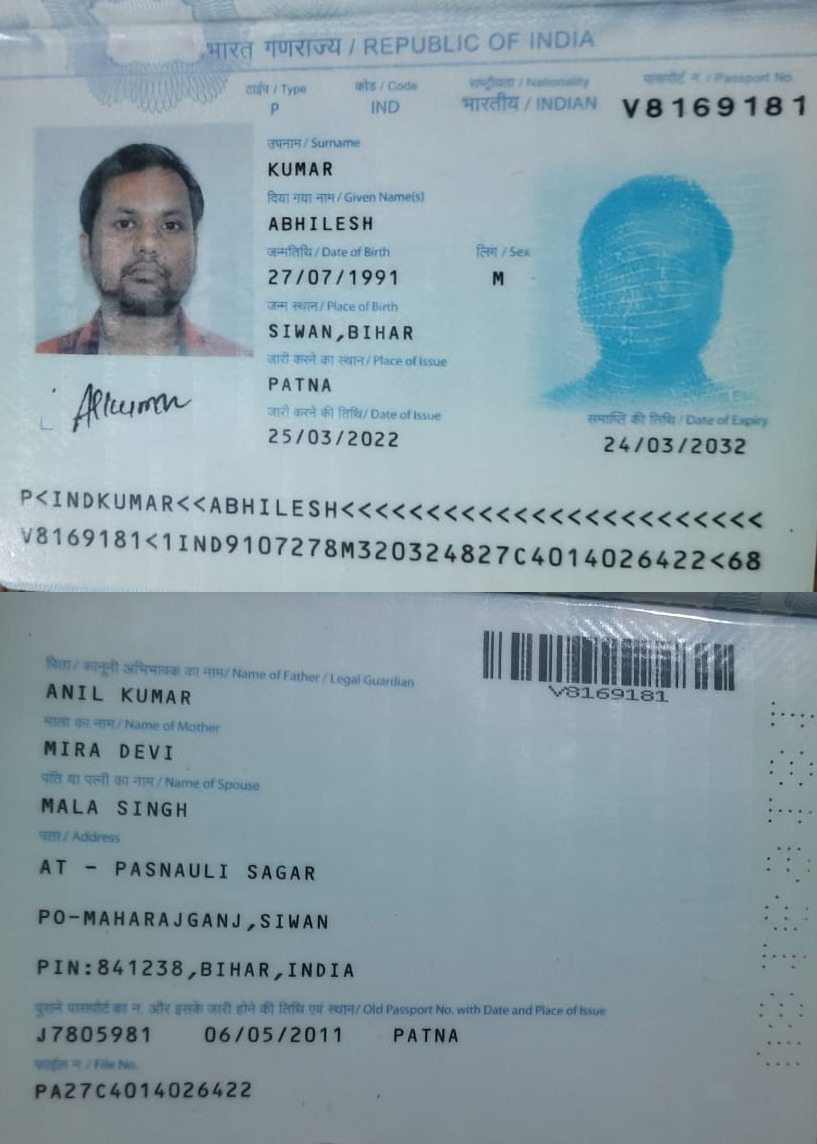 भारत गणराज्य / REPUBLIC OF INDIA
टाईप / Type कोड / Code राष्ट्रीयता / Nationality पासपोर्ट न. / Passport No.
P IND भारतीय / INDIAN V8169181
उपनाम / Surname
KUMAR
दिया गया नाम / Given Name(s)
ABHILESH
जन्मतिथि / Date of Birth लिंग / Sex
27/07/1991 M
जन्म स्थान / Place of Birth
SIWAN,BIHAR
जारी करने का स्थान / Place of Issue
PATNA
जारी करने की तिथि / Date of Issue समाप्ति की तिथि / Date of Expiry
25/03/2022 24/03/2032
P<INDKUMAR<<ABHILESH<<<<<<<<<<<<<<<<<<<<<<<<
V8169181<1IND9107278M320324827C4014026422<68
पिता / कानूनी अभिभावक का नाम / Name of Father / Legal Guardian
ANIL KUMAR V8169181
माता का नाम / Name of Mother
MIRA DEVI
पति या पत्नी का नाम / Name of Spouse
MALA SINGH
पता / Address
AT - PASNAULI SAGAR
PO-MAHARAJGANJ,SIWAN
PIN:841238,BIHAR,INDIA
पुराने पासपोर्ट का न. और इसके जारी होने की तिथि एवं स्थान / Old Passport No. with Date and Place of Issue
J7805981 06/05/2011 PATNA
फाईल न. / File No.
PA27C4014026422